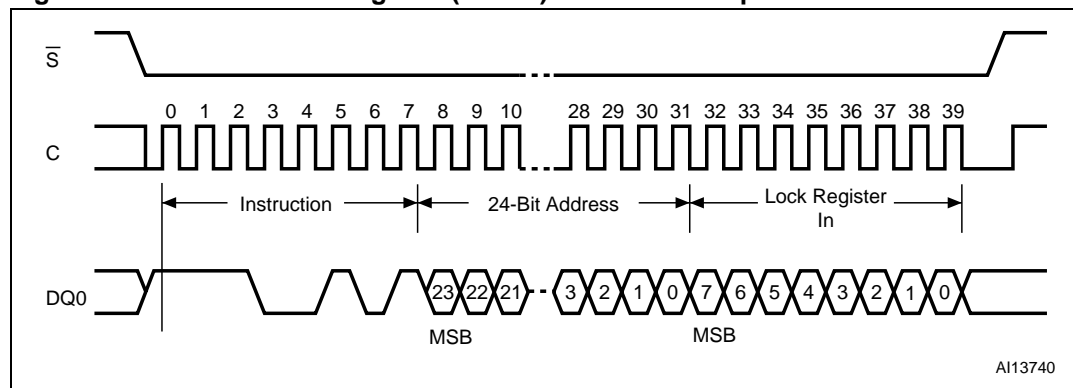 S
0 1 2 3 4 5 6 7 8 9 10 28 29 30 31 32 33 34 35 36 37 38 39
C
Instruction 24-Bit Address Lock Register
In
DQ0 23 22 21 3 2 1 0 7 6 5 4 3 2 1 0
MSB MSB
AI13740